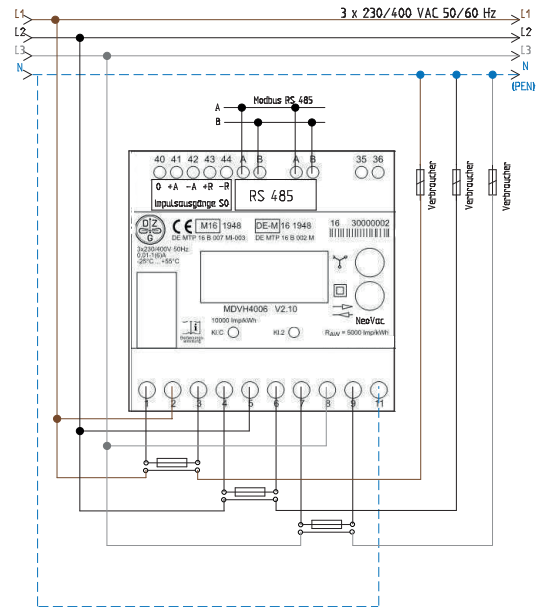 L1 3 x 230/400 VAC 50/60 Hz L1
L2 L2
L3 L3
N N
(PEN)
Modbus RS 485
A
B
40 41 42 43 44 A B A B 35 36
0 +A -A +R -R
Impulsausgänge S0
RS 485
Verbraucher Verbraucher Verbraucher
D Z G
CE M16 1948 DE-M 16 1948 16 30000002
DE MTP 16 B 007 MI-003 DE MTP 16 B 002 M
3x230/400V 50Hz
0,01-1(6)A
-25°C ... +55°C
MDVH4006 V2.10
10000 Imp/kWh
NeoVac
Kl.C Kl.2 RAWV = 5000 Imp/kWh
1 2 3 4 5 6 7 8 9 11